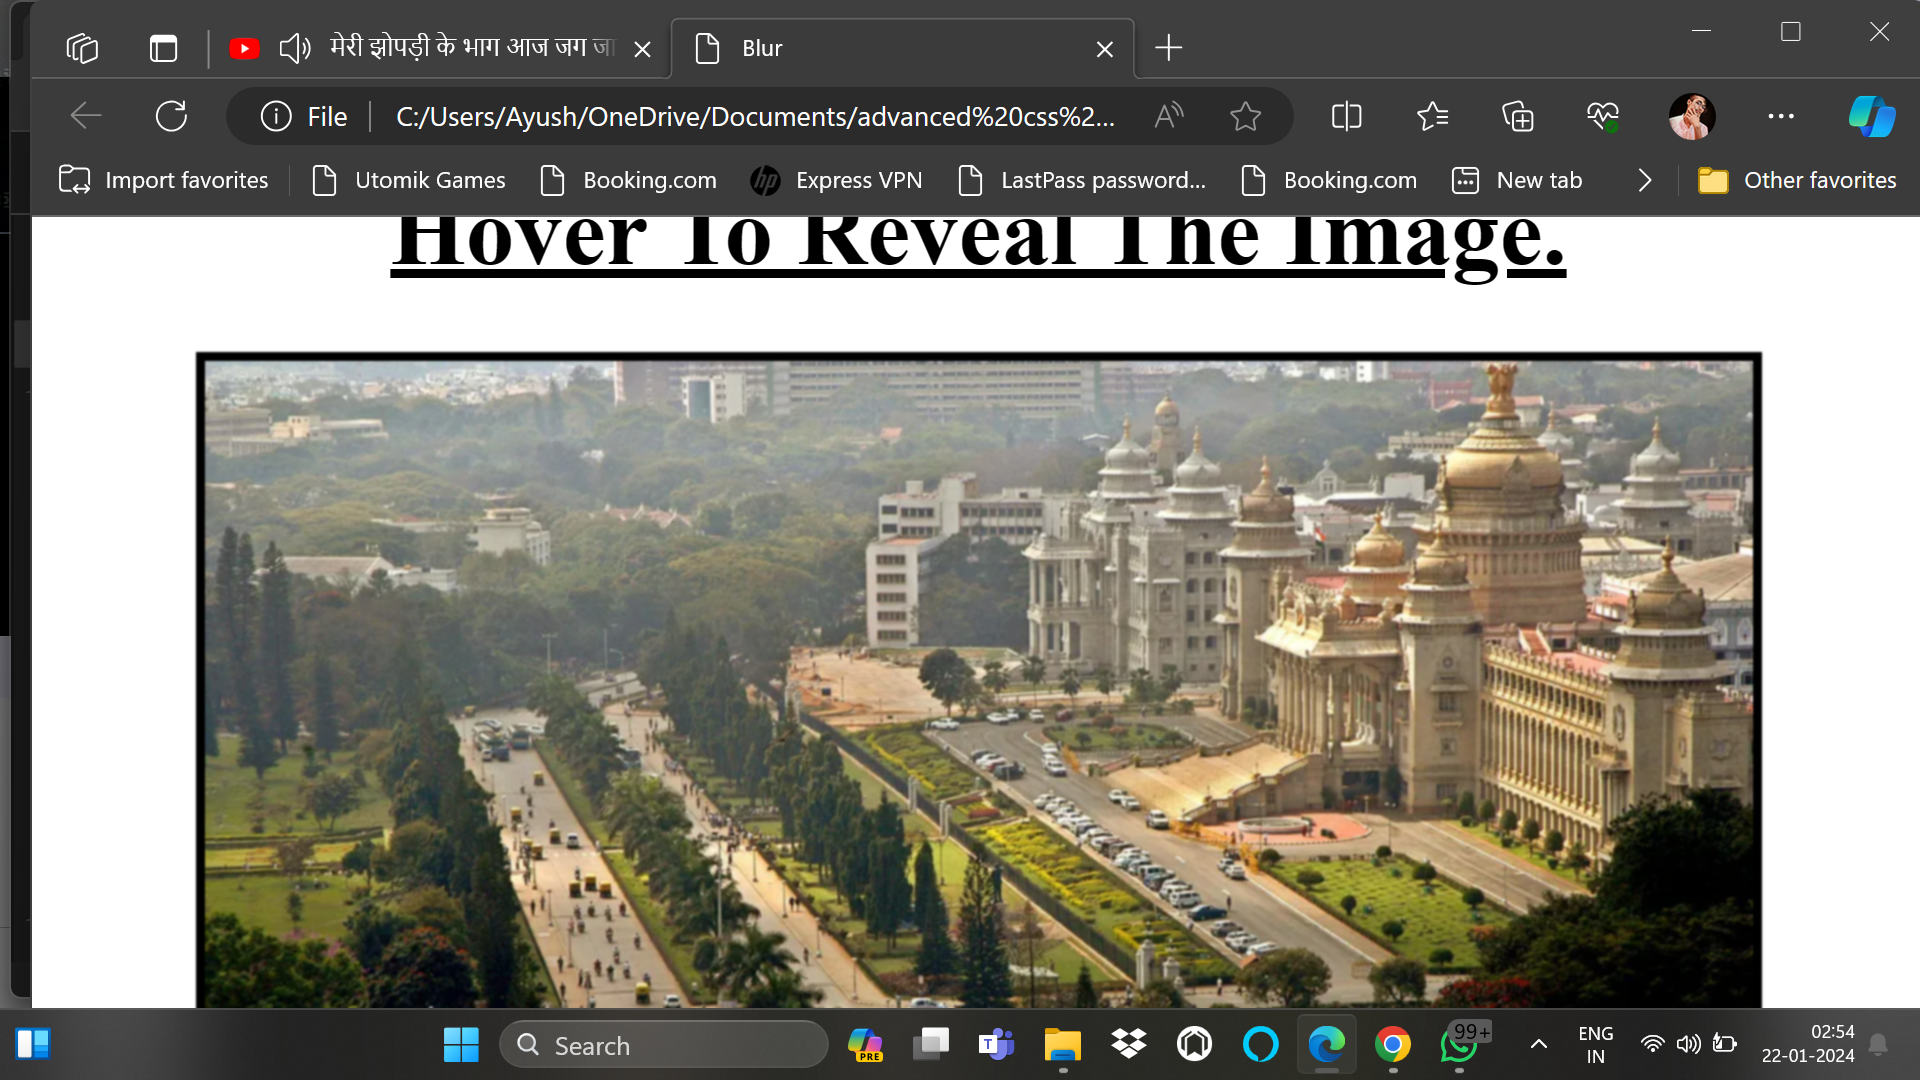 मेरी झोपड़ी के भाग आज जग
Blur
File
C:/Users/Ayush/OneDrive/Documents/advanced%20css%2...
Import favorites
Utomik Games
Booking.com
Express VPN
LastPass password...
Booking.com
New tab
Other favorites
Hover To Reveal The Image.
Search
PRE
99+
ENG
IN
02:54
22-01-2024